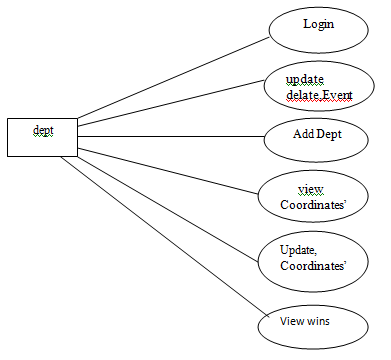 Login
update
delate,Event
dept
Add Dept
view
Coordinates’
Update,
Coordinates’
View wins